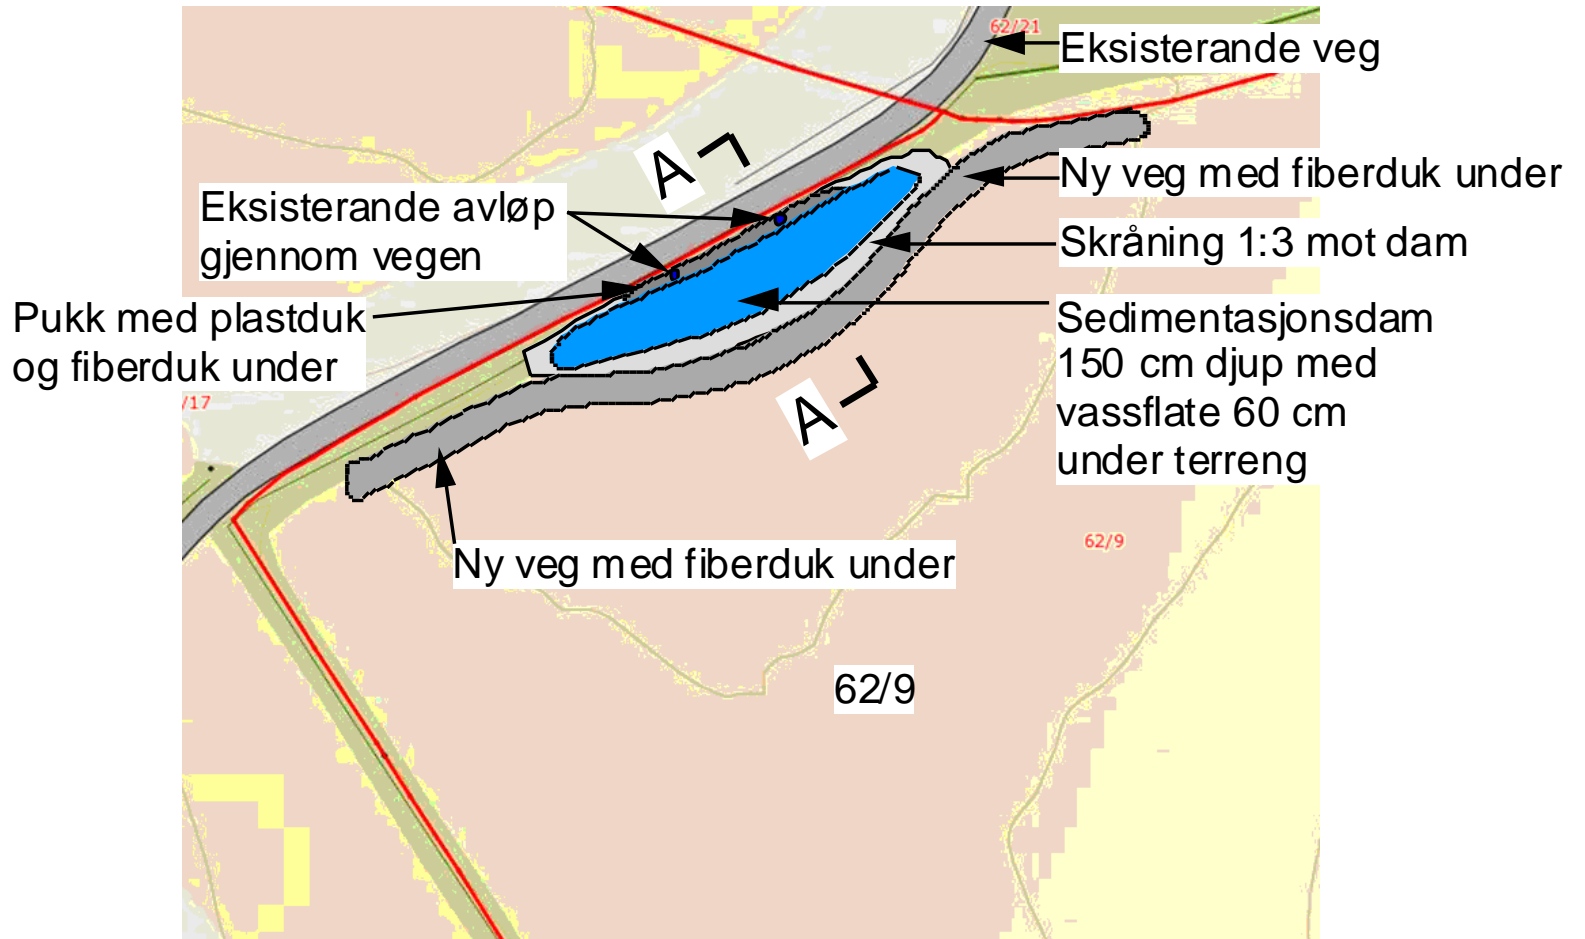 62/21
Eksisterande veg
A
Ny veg med fiberduk under
Eksisterande avløp
gjennom vegen
Skråning 1:3 mot dam
Pukk med plastduk
og fiberduk under
Sedimentasjonsdam
150 cm djup med
vassflate 60 cm
under terreng
/17
A
62/9
Ny veg med fiberduk under
62/9